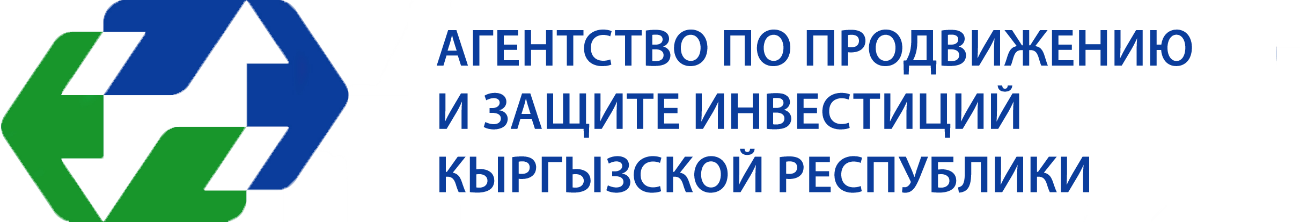 АГЕНТСТВО ПО ПРОДВИЖЕНИЮ
И ЗАЩИТЕ ИНВЕСТИЦИЙ
КЫРГЫЗСКОЙ РЕСПУБЛИКИ